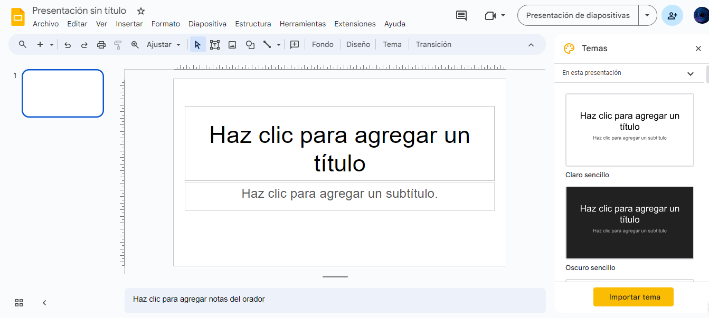 Presentación sin título
Archivo Editar Ver Insertar Formato Diapositiva Estructura Herramientas Extensiones Ayuda
Presentación de diapositivas
Ajustar
Fondo Diseño Tema Transición
Temas
En esta presentación
1
Haz clic para agregar un
título
Haz clic para agregar un subtítulo.
Haz clic para agregar un
título
Haz clic para agregar un subtítulo
Claro sencillo
Haz clic para agregar un
título
Haz clic para agregar un subtítulo
Oscuro sencillo
Importar tema
Haz clic para agregar notas del orador